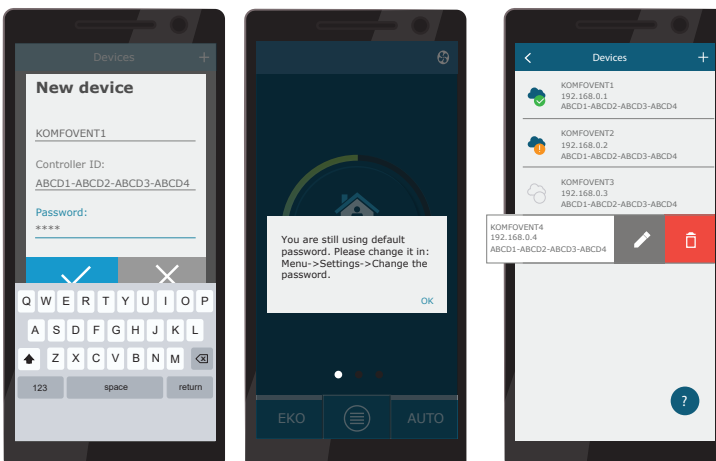 Devices +
New device
KOMFOVENT1
Controller ID:
ABCD1-ABCD2-ABCD3-ABCD4
Password:
****
Q W E R T Y U I O P
A S D F G H J K L
Z X C V B N M
123 space return
You are still using default
password. Please change it in:
Menu->Settings->Change the
password.
OK
EKO AUTO
Devices +
KOMFOVENT1
192.168.0.1
ABCD1-ABCD2-ABCD3-ABCD4
KOMFOVENT2
192.168.0.2
ABCD1-ABCD2-ABCD3-ABCD4
KOMFOVENT3
192.168.0.3
ABCD1-ABCD2-ABCD3-ABCD4
KOMFOVENT4
192.168.0.4
ABCD1-ABCD2-ABCD3-ABCD4
?